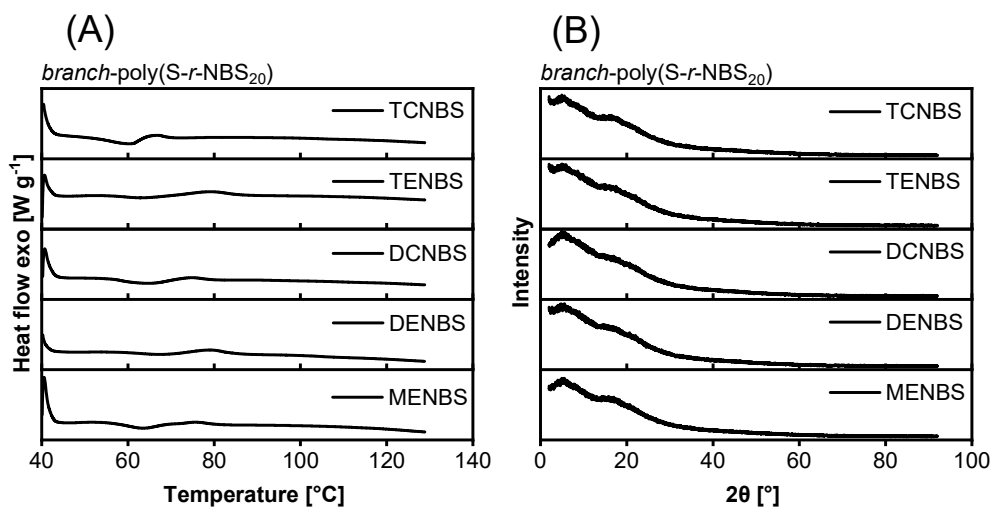 (A)
branch-poly(S-r-NBS₂₀)
TCNBS
TENBS
DCNBS
DENBS
MENBS
Heat flow exo [W g⁻¹]
40 60 80 100 120 140
Temperature [°C]
(B)
branch-poly(S-r-NBS₂₀)
TCNBS
TENBS
DCNBS
DENBS
MENBS
Intensity
0 20 40 60 80 100
2θ [°]